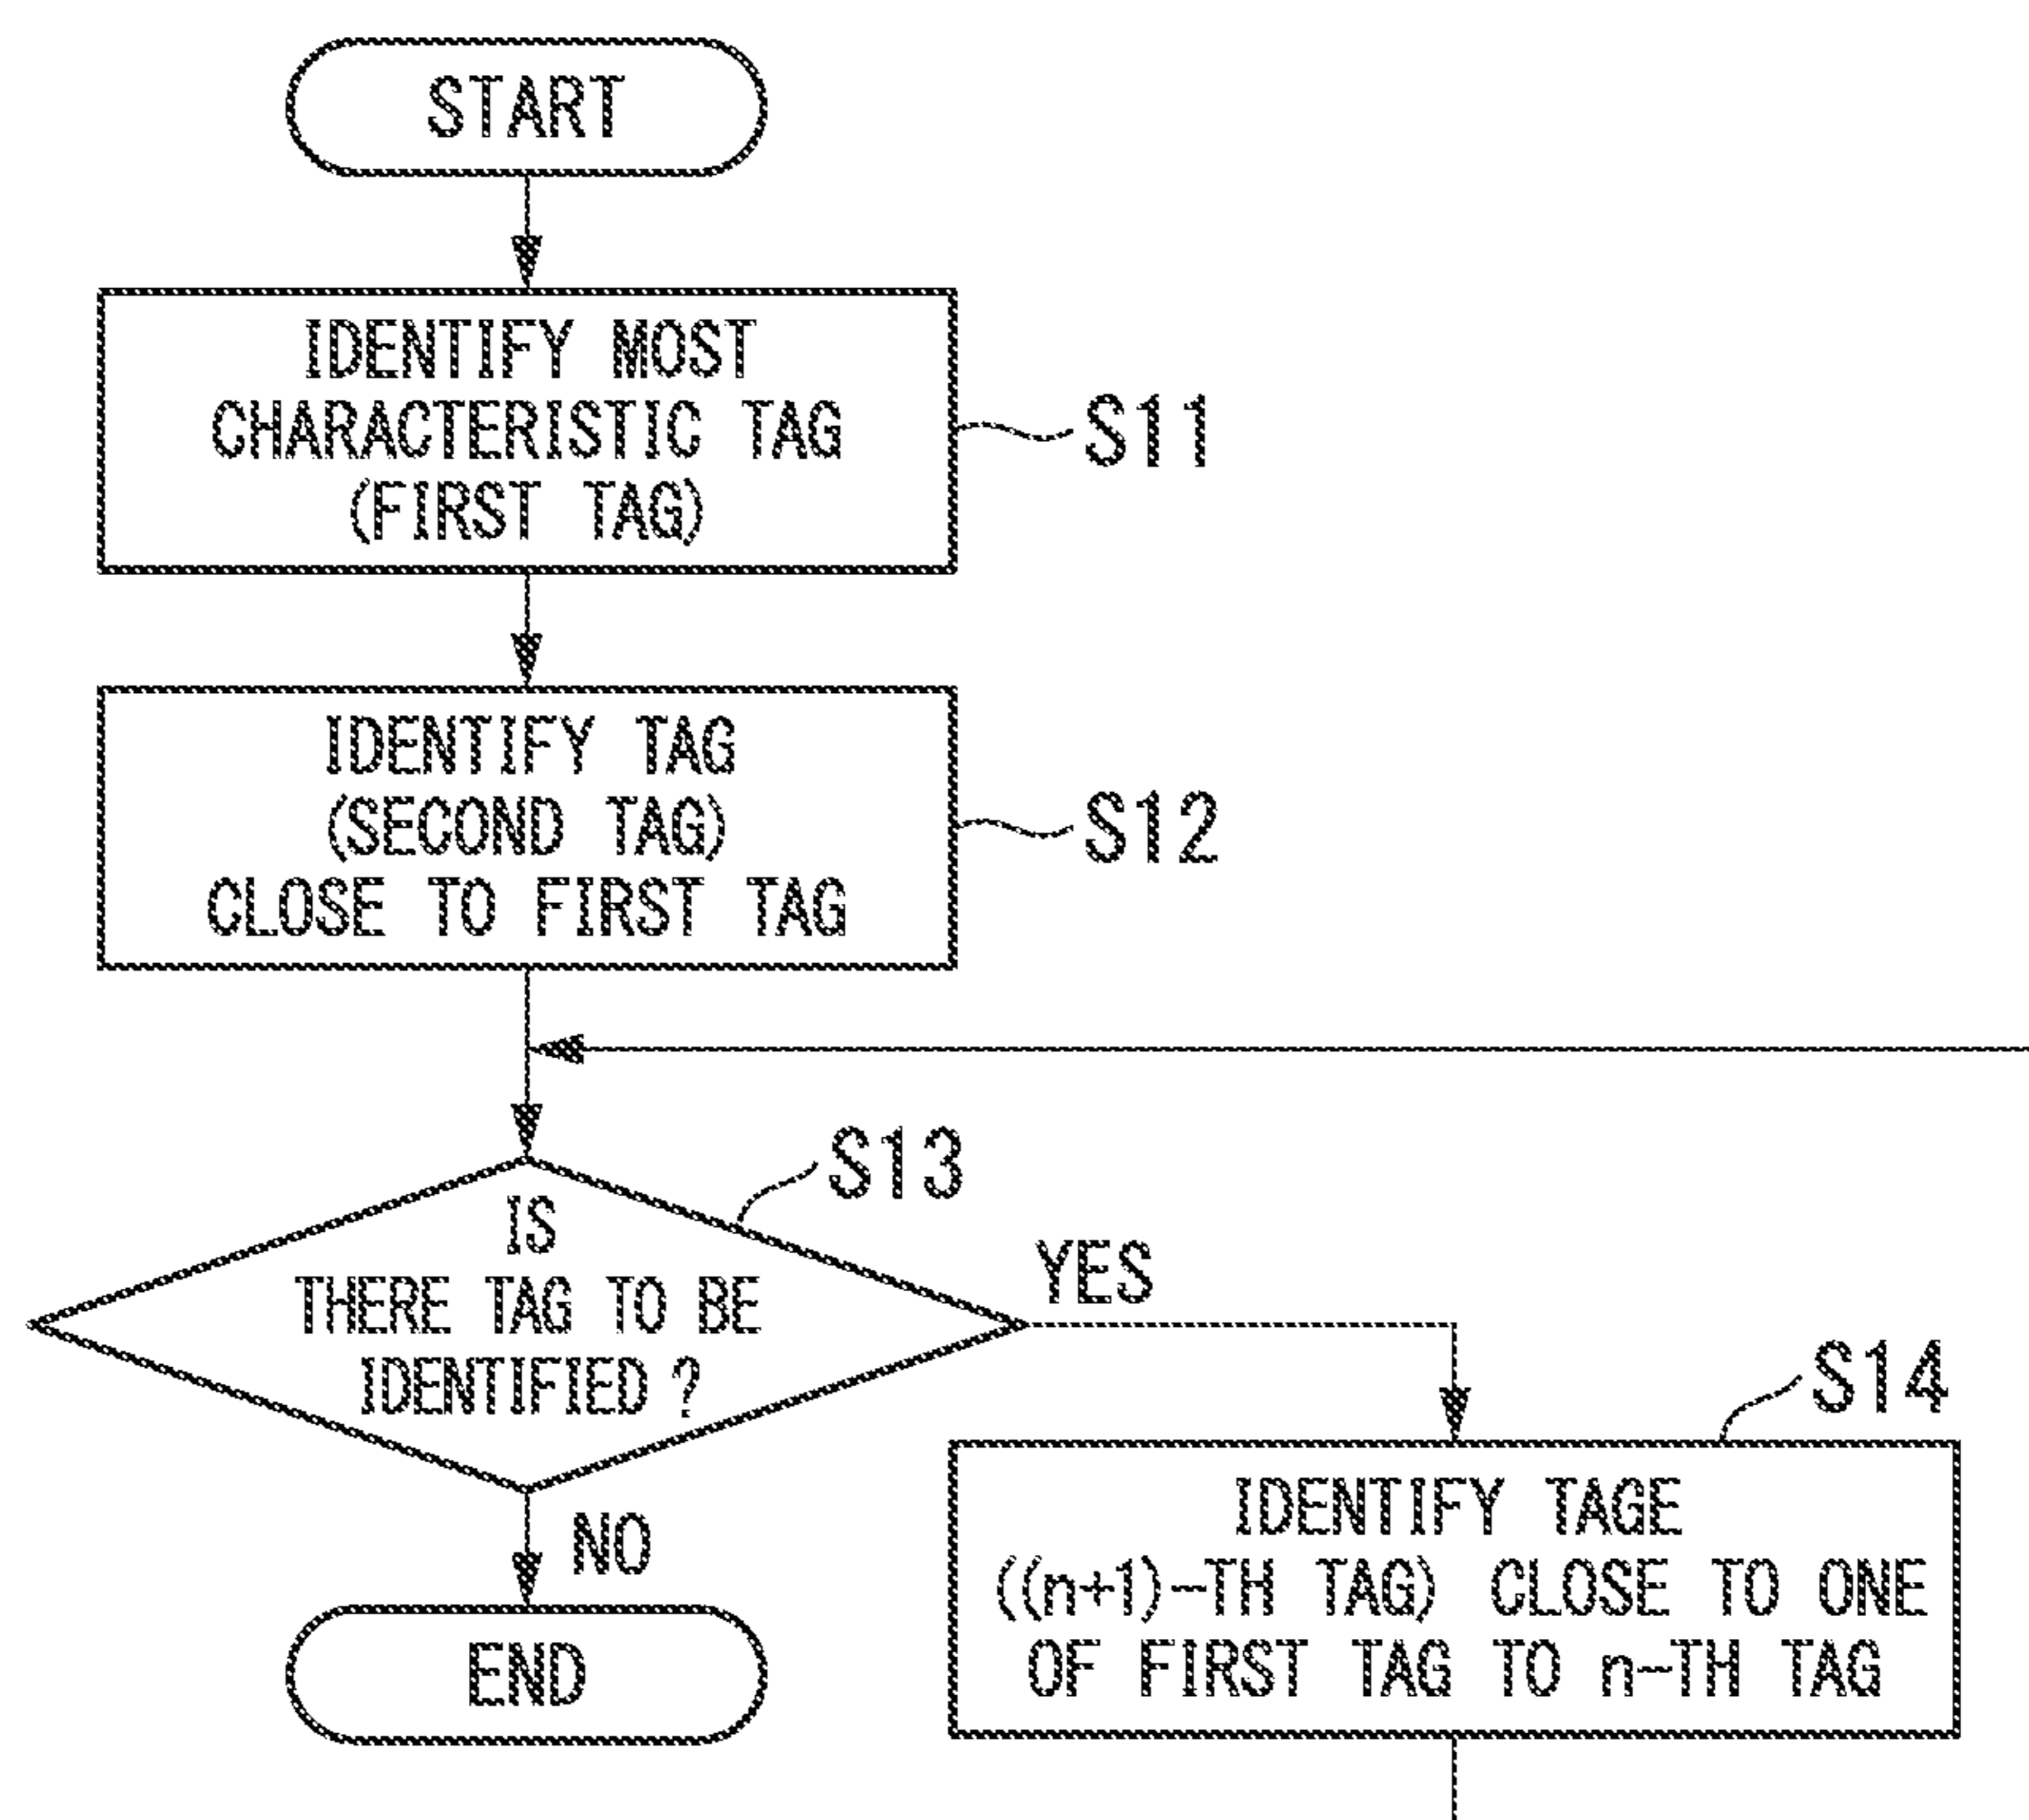 START
IDENTIFY MOST
CHARACTERISTIC TAG
(FIRST TAG)
S11
IDENTIFY TAG
(SECOND TAG)
CLOSE TO FIRST TAG
S12
S13
IS
THERE TAG TO BE
IDENTIFIED ?
YES
NO
END
S14
IDENTIFY TAGE
((n+1)-TH TAG) CLOSE TO ONE
OF FIRST TAG TO n-TH TAG